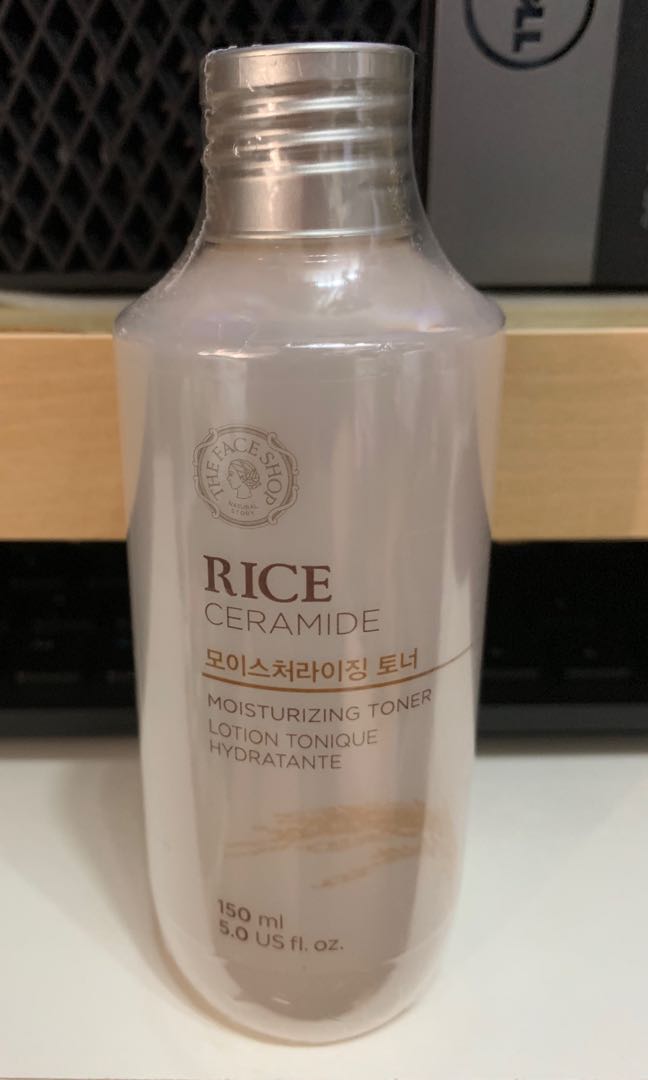 THE FACE SHOP
NATURAL
STORY
RICE
CERAMIDE
모이스처라이징 토너
MOISTURIZING TONER
LOTION TONIQUE
HYDRATANTE
150 ml
5.0 US fl. oz.